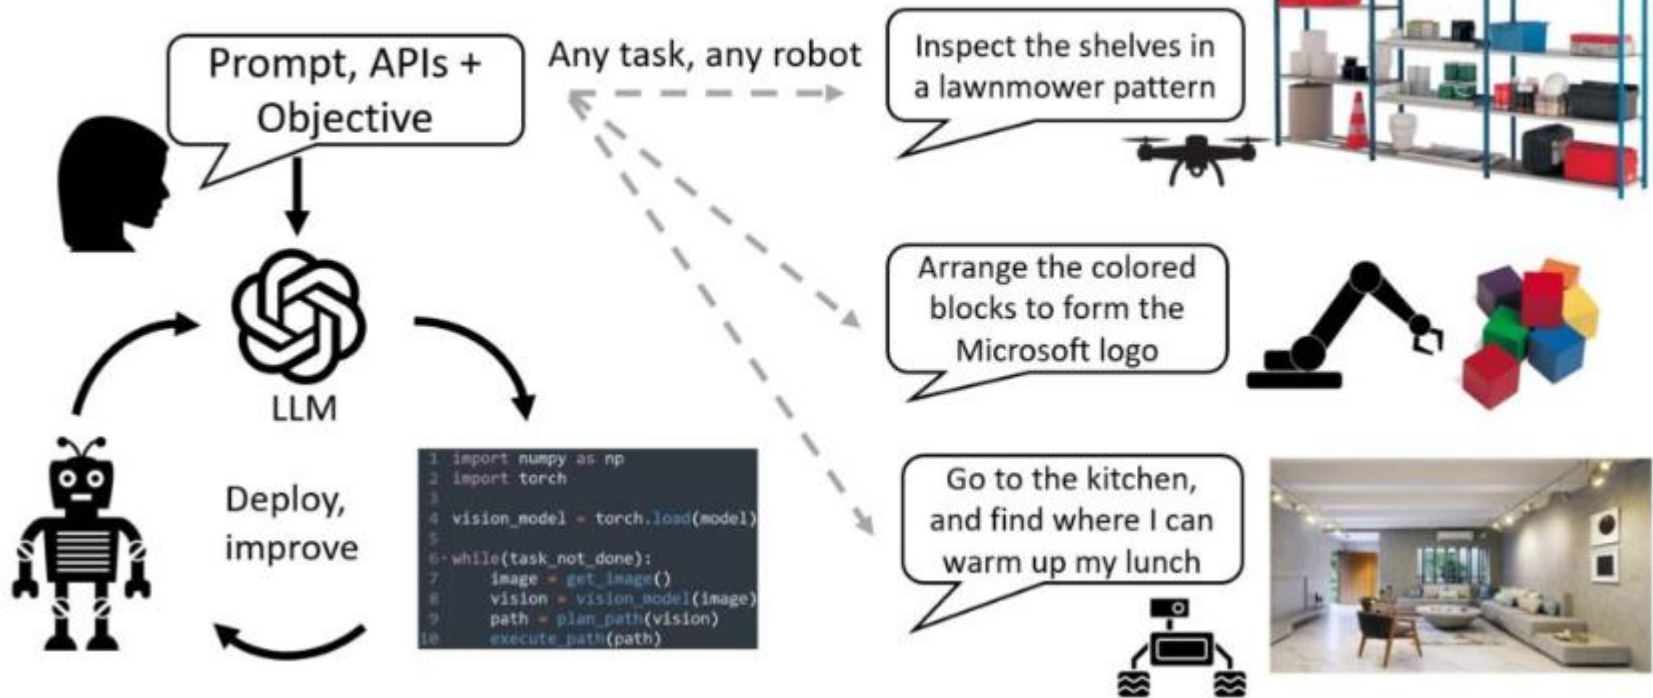 Prompt, APIs +
Objective
Any task, any robot
Inspect the shelves in
a lawnmower pattern
Arrange the colored
blocks to form the
Microsoft logo
LLM
Deploy,
improve
1 import numpy as np
2 import torch
3
4 vision_model = torch.load(model)
5
6 while(task_not_done):
7 image = get_image()
8 vision = vision_model(image)
9 path = plan_path(vision)
10 execute_path(path)
Go to the kitchen,
and find where I can
warm up my lunch